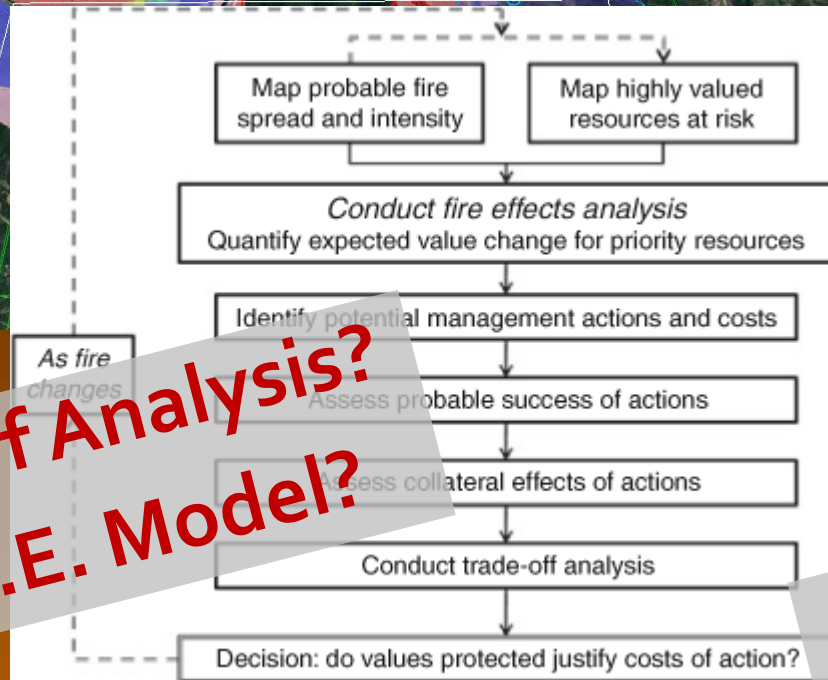 Map probable fire
spread and intensity
Map highly valued
resources at risk
Conduct fire effects analysis
Quantify expected value change for priority resources
Identify potential management actions and costs
As fire
changes
Assess probable success of actions
Assess collateral effects of actions
Conduct trade-off analysis
Decision: do values protected justify costs of action?
f Analysis?
.E. Model?